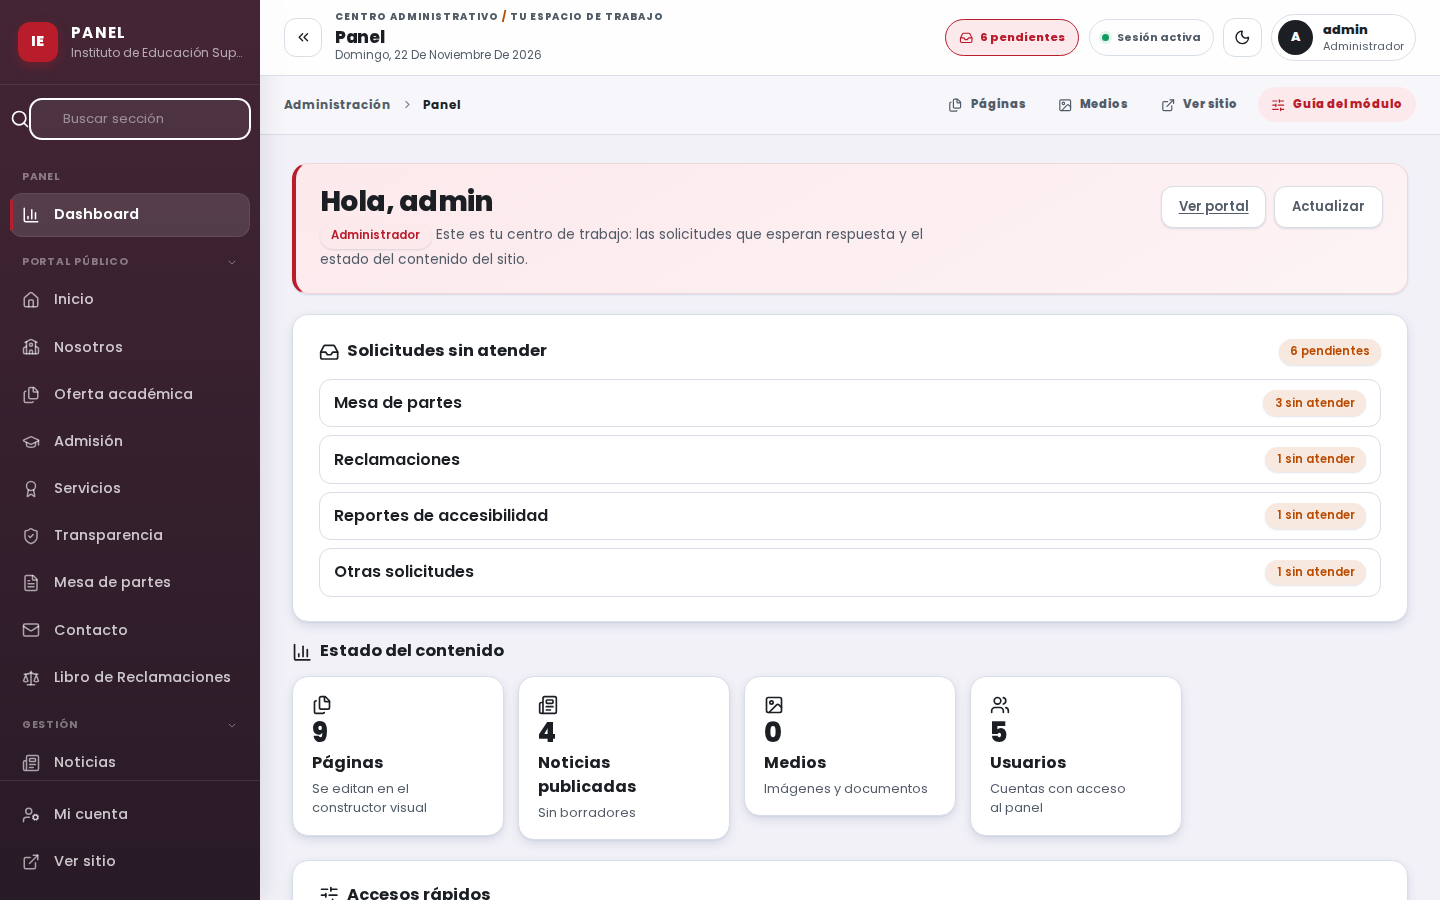 IE
PANEL
Instituto de Educación Sup...
Buscar sección
PANEL
Dashboard
PORTAL PÚBLICO
Inicio
Nosotros
Oferta académica
Admisión
Servicios
Transparencia
Mesa de partes
Contacto
Libro de Reclamaciones
GESTIÓN
Noticias
Mi cuenta
Ver sitio
CENTRO ADMINISTRATIVO / TU ESPACIO DE TRABAJO
Panel
Domingo, 22 De Noviembre De 2026
6 pendientes
Sesión activa
A
admin
Administrador
Administración > Panel
Páginas
Medios
Ver sitio
Guía del módulo
Hola, admin
Administrador Este es tu centro de trabajo: las solicitudes que esperan respuesta y el
estado del contenido del sitio.
Ver portal
Actualizar
Solicitudes sin atender
6 pendientes
Mesa de partes
3 sin atender
Reclamaciones
1 sin atender
Reportes de accesibilidad
1 sin atender
Otras solicitudes
1 sin atender
Estado del contenido
9
Páginas
Se editan en el
constructor visual
4
Noticias
publicadas
Sin borradores
0
Medios
Imágenes y documentos
5
Usuarios
Cuentas con acceso
al panel
Accesos rápidos